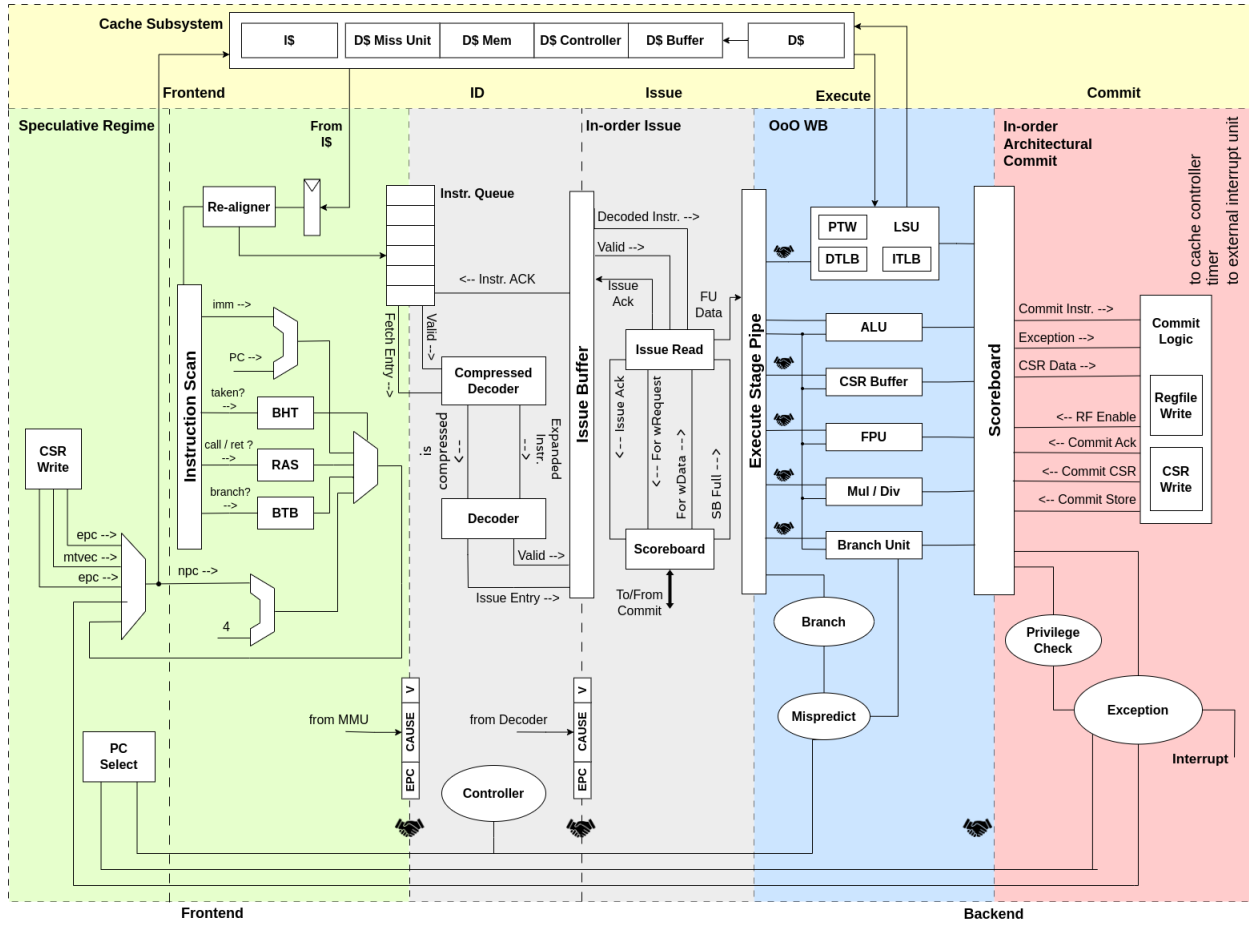 Cache Subsystem
I$
D$ Miss Unit
D$ Mem
D$ Controller
D$ Buffer
D$
Frontend
ID
Issue
Execute
Commit
Speculative Regime
From
I$
In-order Issue
OoO WB
In-order
Architectural
Commit
to cache controller
timer
to external interrupt unit
Re-aligner
Instr. Queue
Instruction Scan
imm -->
PC -->
taken?
-->
BHT
call / ret ?
-->
RAS
branch?
-->
BTB
CSR
Write
epc -->
mtvec -->
epc -->
npc -->
4
<-- Instr. ACK
Fetch Entry -->
Valid -->
Compressed
Decoder
is
compressed
-->
Expanded
Instr.
-->
Decoder
Valid -->
Issue Entry -->
Issue Buffer
Decoded Instr. -->
Valid -->
Issue
Ack
FU
Data
Issue Read
<-- Issue Ack
<-- For wRequest
For wData -->
SB Full -->
Scoreboard
To/From
Commit
Execute Stage Pipe
PTW
LSU
DTLB
ITLB
ALU
CSR Buffer
FPU
Mul / Div
Branch Unit
Branch
Mispredict
Scoreboard
Commit Instr. -->
Exception -->
CSR Data -->
<-- RF Enable
<-- Commit Ack
<-- Commit CSR
<-- Commit Store
Commit
Logic
Regfile
Write
CSR
Write
Privilege
Check
Exception
Interrupt
from MMU
V
CAUSE
EPC
from Decoder
V
CAUSE
EPC
PC
Select
Controller
Frontend
Backend